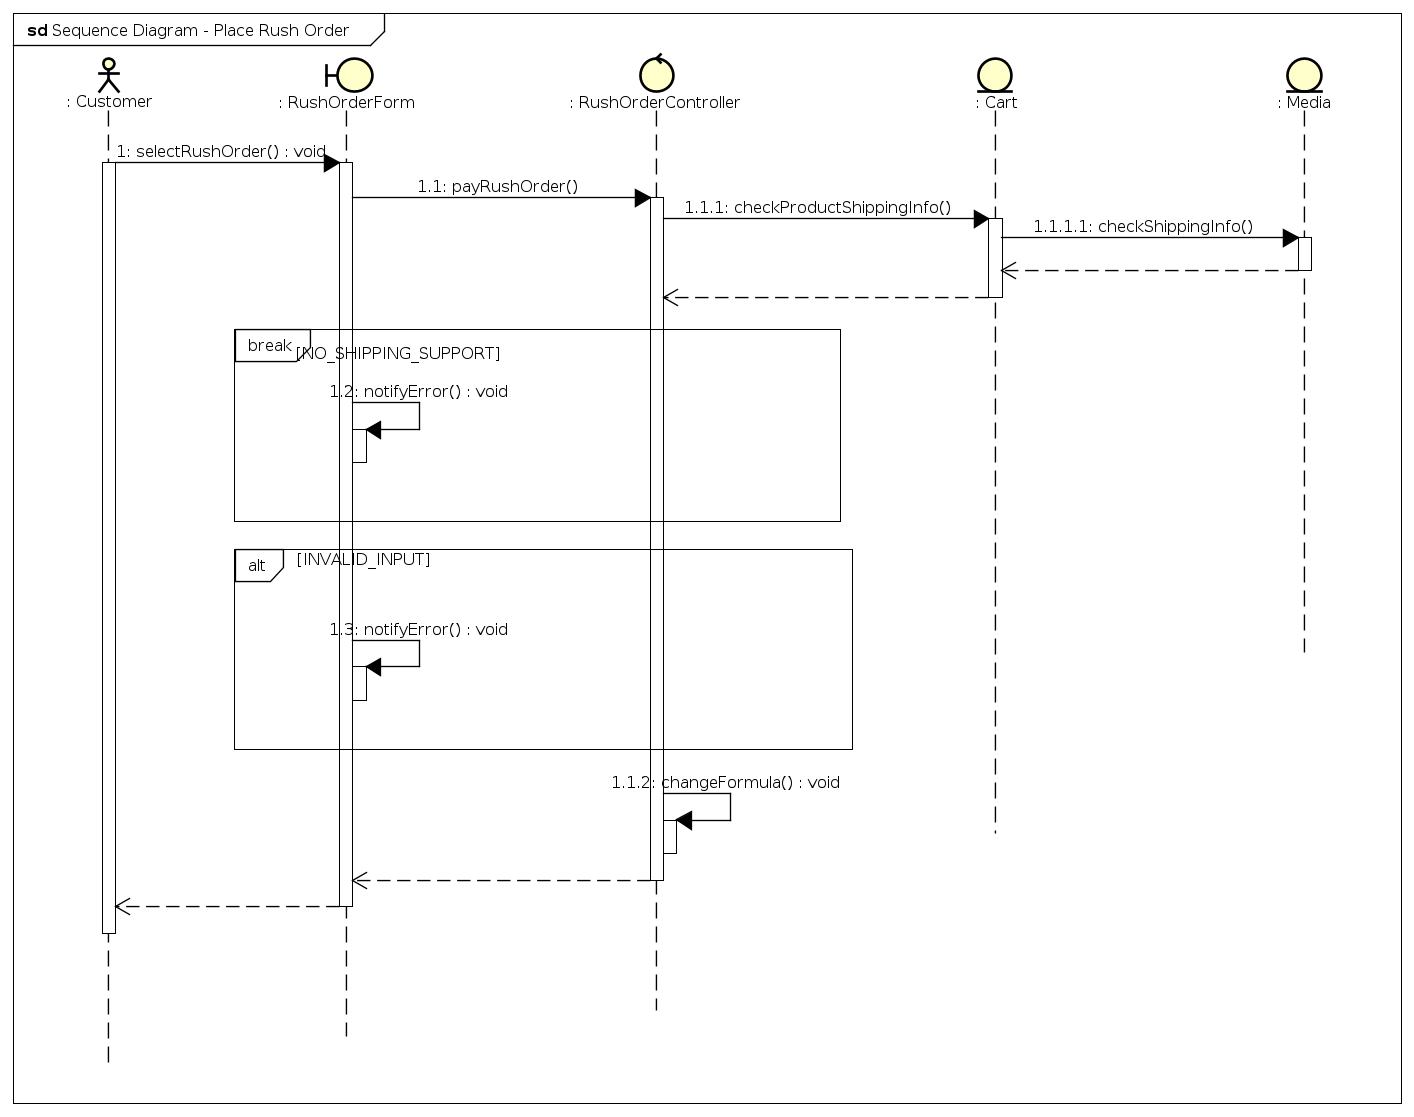 sd Sequence Diagram - Place Rush Order
: Customer
: RushOrderForm
: RushOrderController
: Cart
: Media
1: selectRushOrder() : void
1.1: payRushOrder()
1.1.1: checkProductShippingInfo()
1.1.1.1: checkShippingInfo()
break
[NO_SHIPPING_SUPPORT]
1.2: notifyError() : void
alt
[INVALID_INPUT]
1.3: notifyError() : void
1.1.2: changeFormula() : void